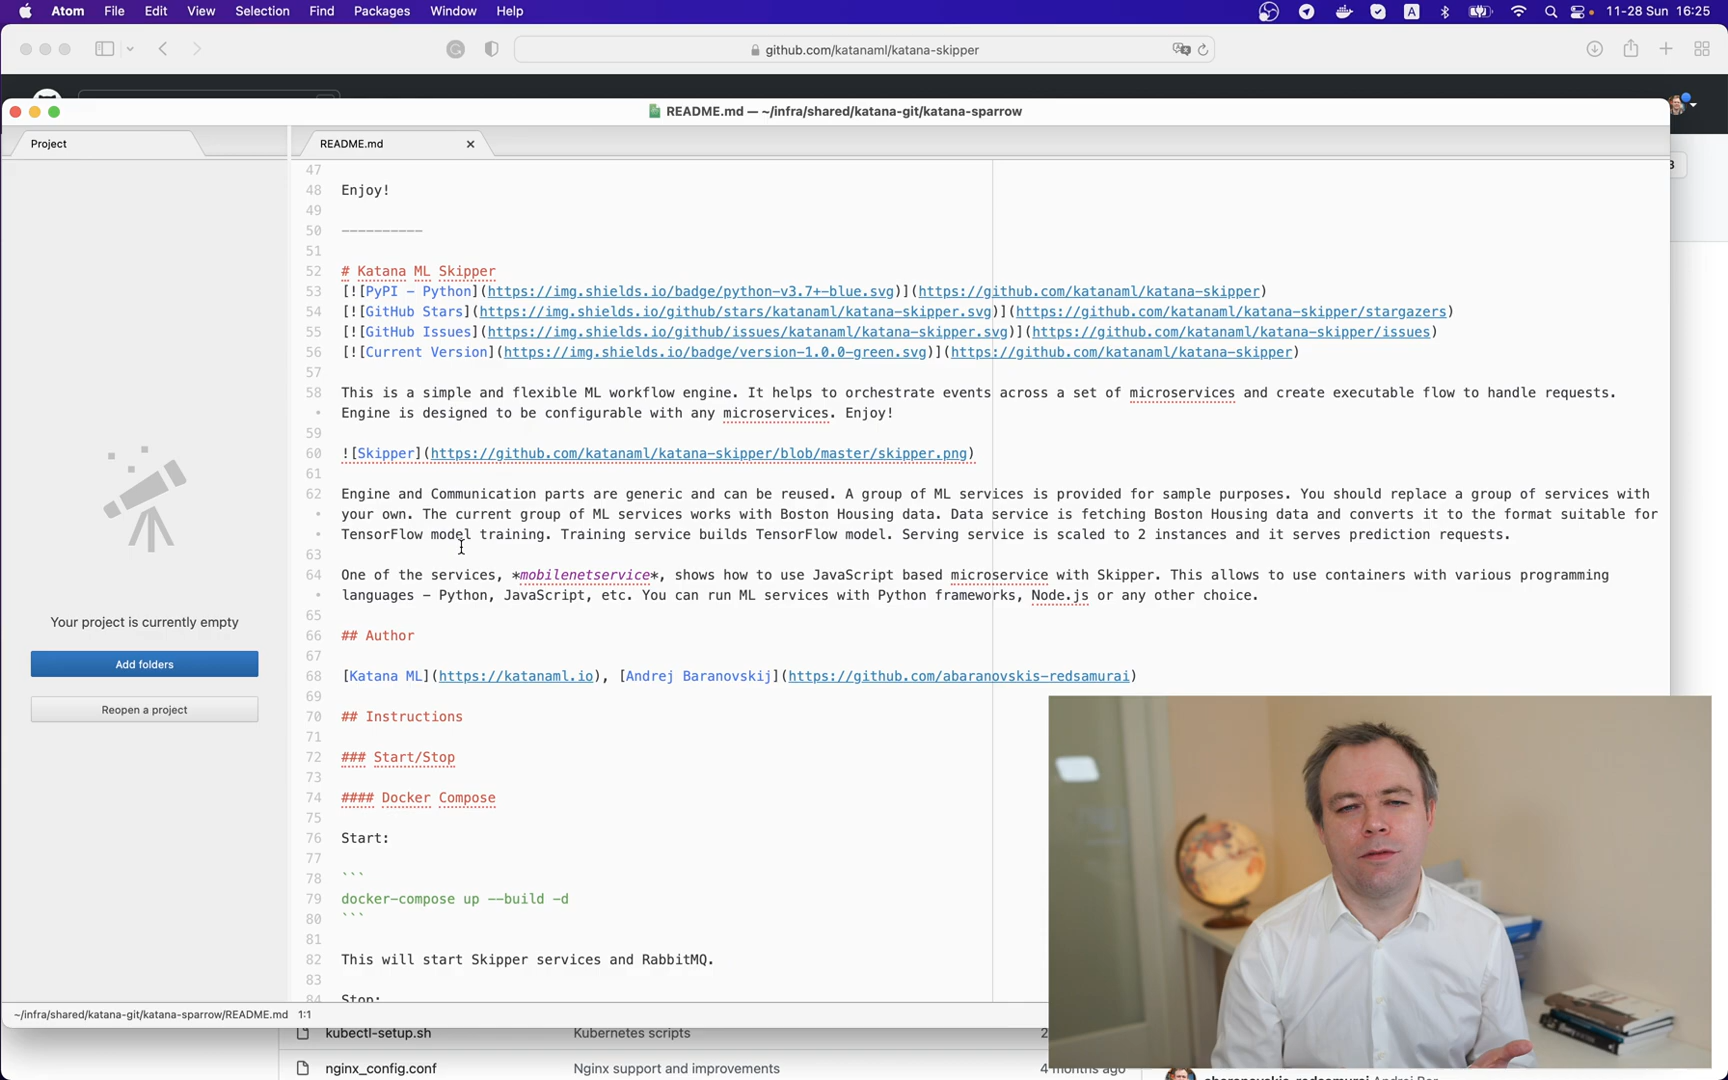 Atom File Edit View Selection Find Packages Window Help
A
11-28 Sun 16:25
github.com/katanaml/katana-skipper
README.md — ~/infra/shared/katana-git/katana-sparrow
Project
README.md
47
48 Enjoy!
49
50 ----------
51
52 # Katana ML Skipper
53 [![PyPI - Python](https://img.shields.io/badge/python-v3.7+-blue.svg)](https://github.com/katanaml/katana-skipper)
54 [![GitHub Stars](https://img.shields.io/github/stars/katanaml/katana-skipper.svg)](https://github.com/katanaml/katana-skipper/stargazers)
55 [![GitHub Issues](https://img.shields.io/github/issues/katanaml/katana-skipper.svg)](https://github.com/katanaml/katana-skipper/issues)
56 [![Current Version](https://img.shields.io/badge/version-1.0.0-green.svg)](https://github.com/katanaml/katana-skipper)
57
58 This is a simple and flexible ML workflow engine. It helps to orchestrate events across a set of microservices and create executable flow to handle requests.
• Engine is designed to be configurable with any microservices. Enjoy!
59
60 ![Skipper](https://github.com/katanaml/katana-skipper/blob/master/skipper.png)
61
62 Engine and Communication parts are generic and can be reused. A group of ML services is provided for sample purposes. You should replace a group of services with
• your own. The current group of ML services works with Boston Housing data. Data service is fetching Boston Housing data and converts it to the format suitable for
• TensorFlow model training. Training service builds TensorFlow model. Serving service is scaled to 2 instances and it serves prediction requests.
63
64 One of the services, *mobilenetservice*, shows how to use JavaScript based microservice with Skipper. This allows to use containers with various programming
• languages - Python, JavaScript, etc. You can run ML services with Python frameworks, Node.js or any other choice.
65
66 ## Author
67
68 [Katana ML](https://katanaml.io), [Andrej Baranovskij](https://github.com/abaranovskis-redsamurai)
69
70 ## Instructions
71
72 ### Start/Stop
73
74 #### Docker Compose
75
76 Start:
77
78 ```
79 docker-compose up --build -d
80 ```
81
82 This will start Skipper services and RabbitMQ.
83
84 Stop:
Your project is currently empty
Add folders
Reopen a project
~/infra/shared/katana-git/katana-sparrow/README.md 1:1
kubectl-setup.sh Kubernetes scripts 2
nginx_config.conf Nginx support and improvements 4 months ago